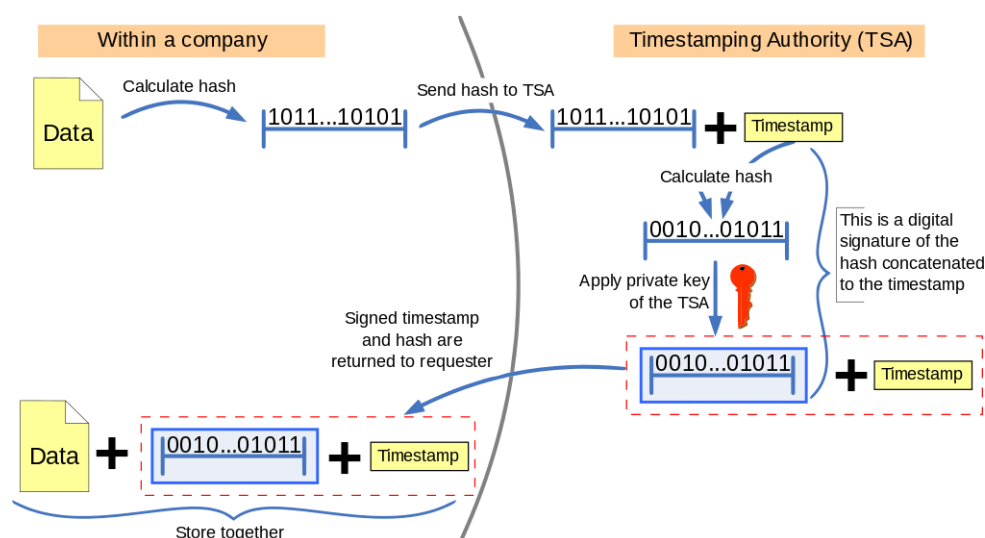 Within a company
Timestamping Authority (TSA)
Data
Calculate hash
1011...10101
Send hash to TSA
1011...10101
Timestamp
Calculate hash
0010...01011
This is a digital
signature of the
hash concatenated
to the timestamp
Apply private key
of the TSA
0010...01011
Timestamp
Signed timestamp
and hash are
returned to requester
Data
0010...01011
Timestamp
Store together